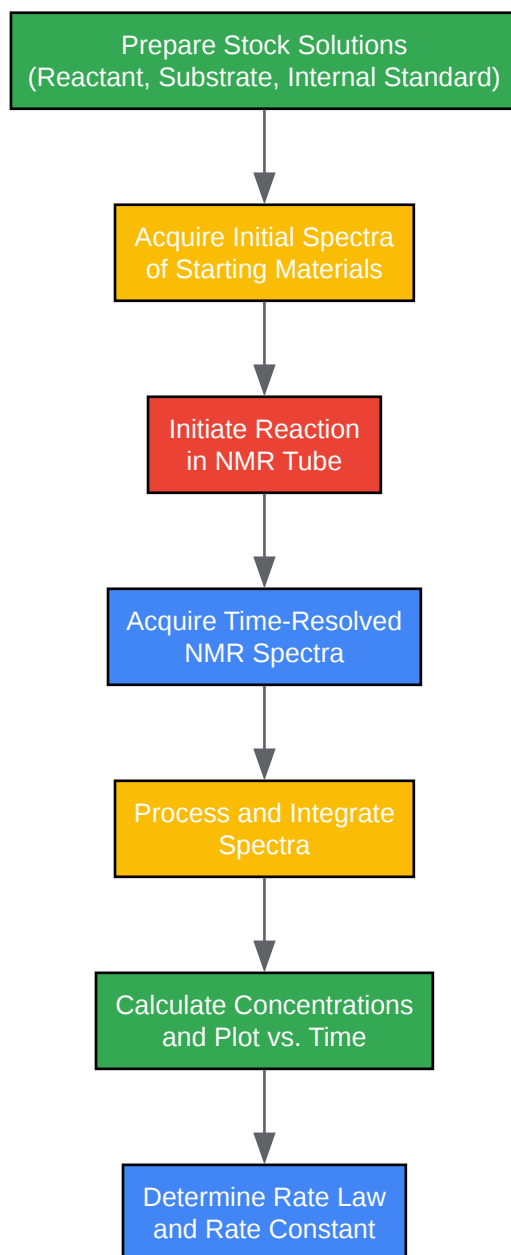 Prepare Stock Solutions
(Reactant, Substrate, Internal Standard)
Acquire Initial Spectra
of Starting Materials
Initiate Reaction
in NMR Tube
Acquire Time-Resolved
NMR Spectra
Process and Integrate
Spectra
Calculate Concentrations
and Plot vs. Time
Determine Rate Law
and Rate Constant